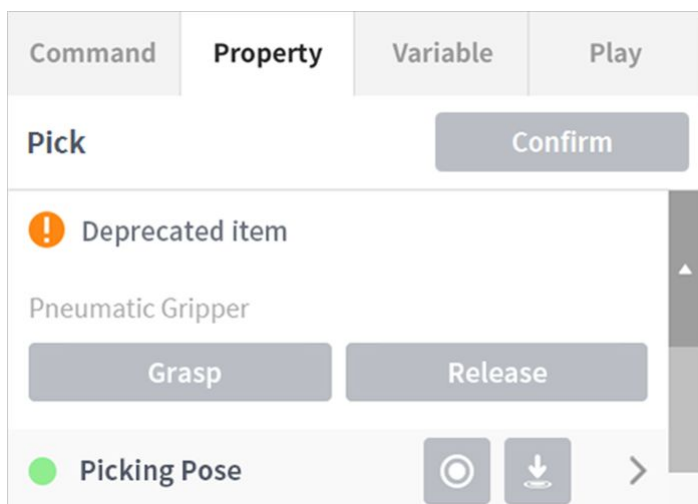 Command Property Variable Play
Pick Confirm
Deprecated item
Pneumatic Gripper
Grasp Release
Picking Pose